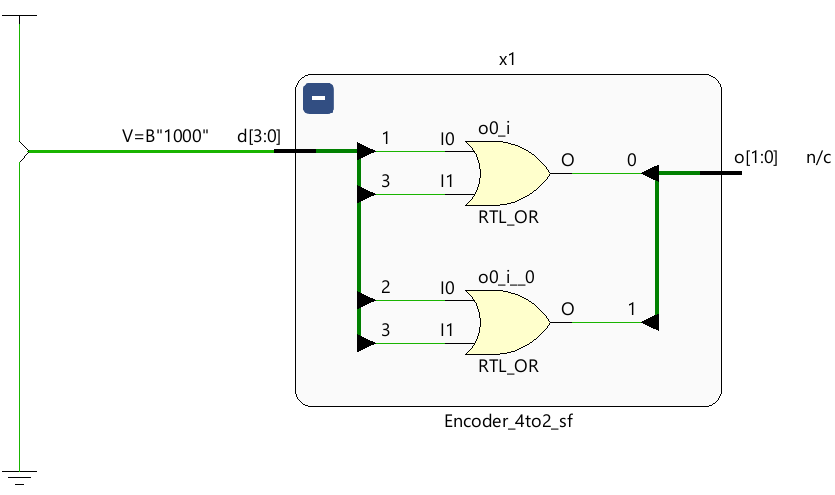 x1
V=B"1000" d[3:0]
1 I0 o0_i O 0 o[1:0] n/c
3 I1
RTL_OR
2 I0 o0_i__0 O 1
3 I1
RTL_OR
Encoder_4to2_sf